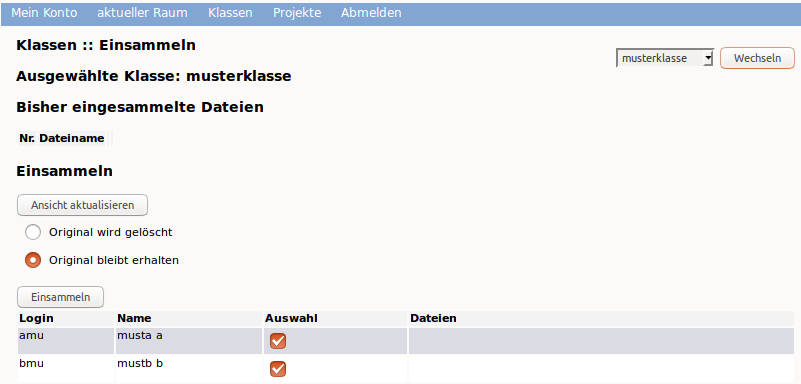 Mein Konto aktueller Raum Klassen Projekte Abmelden
Klassen :: Einsammeln
musterklasse Wechseln
Ausgewählte Klasse: musterklasse
Bisher eingesammelte Dateien
Nr. Dateiname
Einsammeln
Ansicht aktualisieren
Original wird gelöscht
Original bleibt erhalten
Einsammeln
Login Name Auswahl Dateien
amu musta a
bmu mustb b